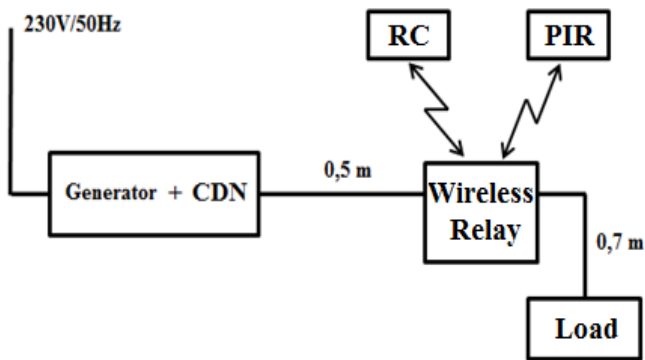 230V/50Hz
RC
PIR
Generator + CDN
0,5 m
Wireless
Relay
0,7 m
Load